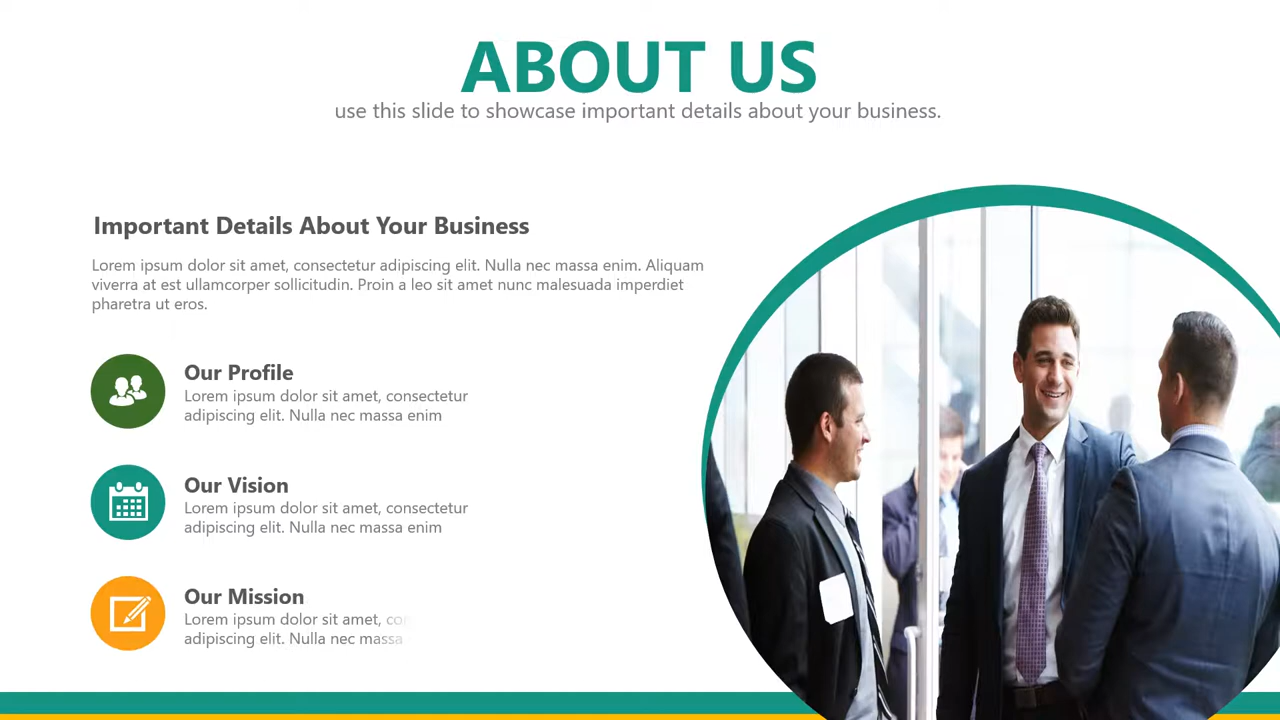 ABOUT US
use this slide to showcase important details about your business.
Important Details About Your Business
Lorem ipsum dolor sit amet, consectetur adipiscing elit. Nulla nec massa enim. Aliquam
viverra at est ullamcorper sollicitudin. Proin a leo sit amet nunc malesuada imperdiet
pharetra ut eros.
Our Profile
Lorem ipsum dolor sit amet, consectetur
adipiscing elit. Nulla nec massa enim
Our Vision
Lorem ipsum dolor sit amet, consectetur
adipiscing elit. Nulla nec massa enim
Our Mission
Lorem ipsum dolor sit amet,
adipiscing elit. Nulla nec massa